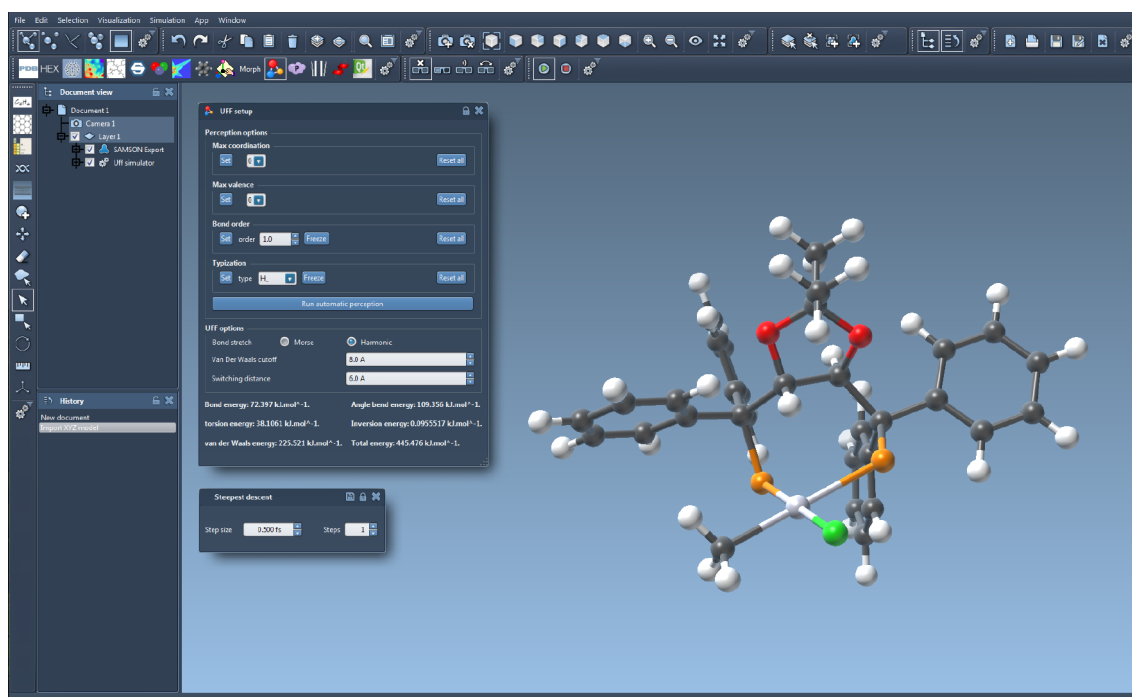 File Edit Selection Visualization Simulation App Window
PDB HEX Morph
Document view
Document 1
Camera 1
Layer 1
SAMSON Export
Uff simulator
History
New document
Import XYZ model
UFF setup
Perception options
Max coordination
Set 0 Reset all
Max valence
Set 0 Reset all
Bond order
Set order 1.0 Freeze Reset all
Typization
Set type H_ Freeze Reset all
Run automatic perception
UFF options
Bond stretch Morse Harmonic
Van Der Waals cutoff 8.0 A
Switching distance 6.0 A
Bond energy: 72.397 kJ.mol^-1. Angle bend energy: 109.356 kJ.mol^-1.
torsion energy: 38.1061 kJ.mol^-1. Inversion energy: 0.0955517 kJ.mol^-1.
van der Waals energy: 225.521 kJ.mol^-1. Total energy: 445.476 kJ.mol^-1.
Steepest descent
Step size 0.500 fs Steps 1